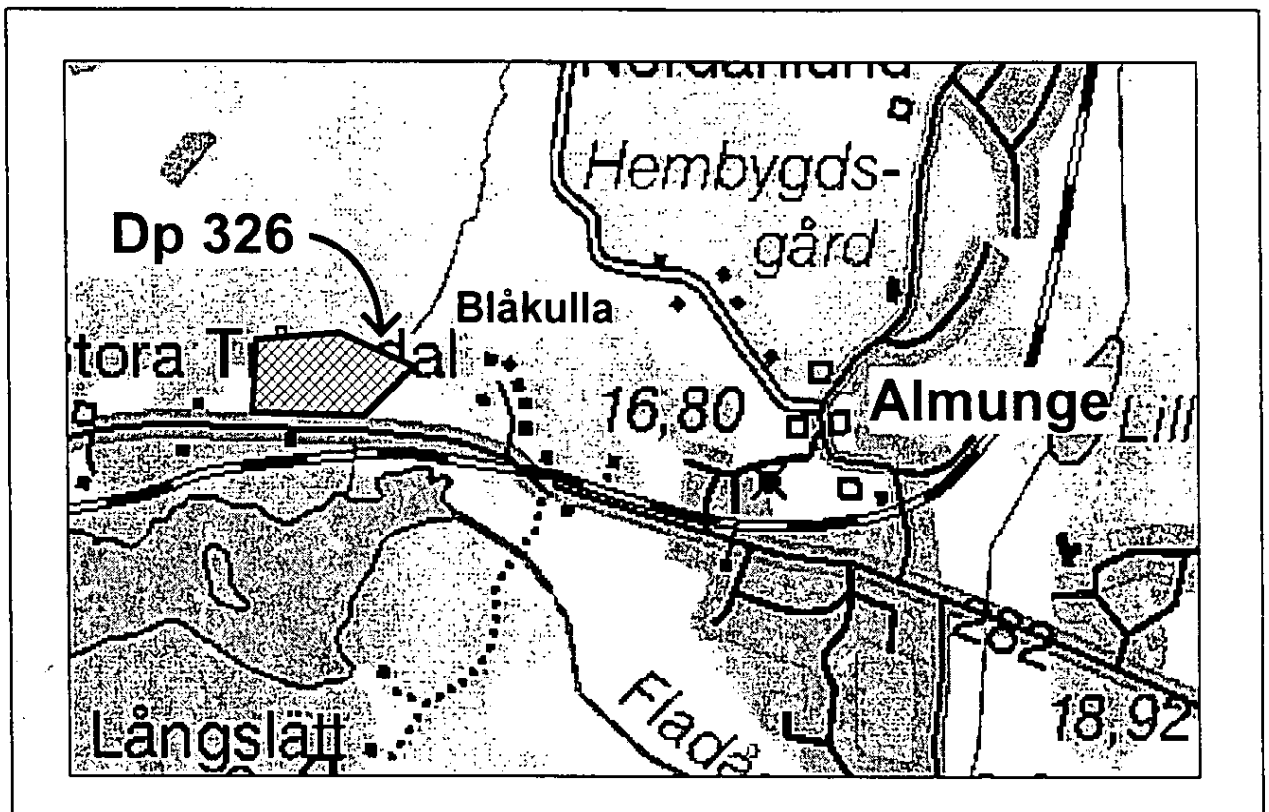 Hembygds-
gård
Dp 326
Blåkulla
16,80
Almunge
Lill
282
18,92
Långslätt
Fladå